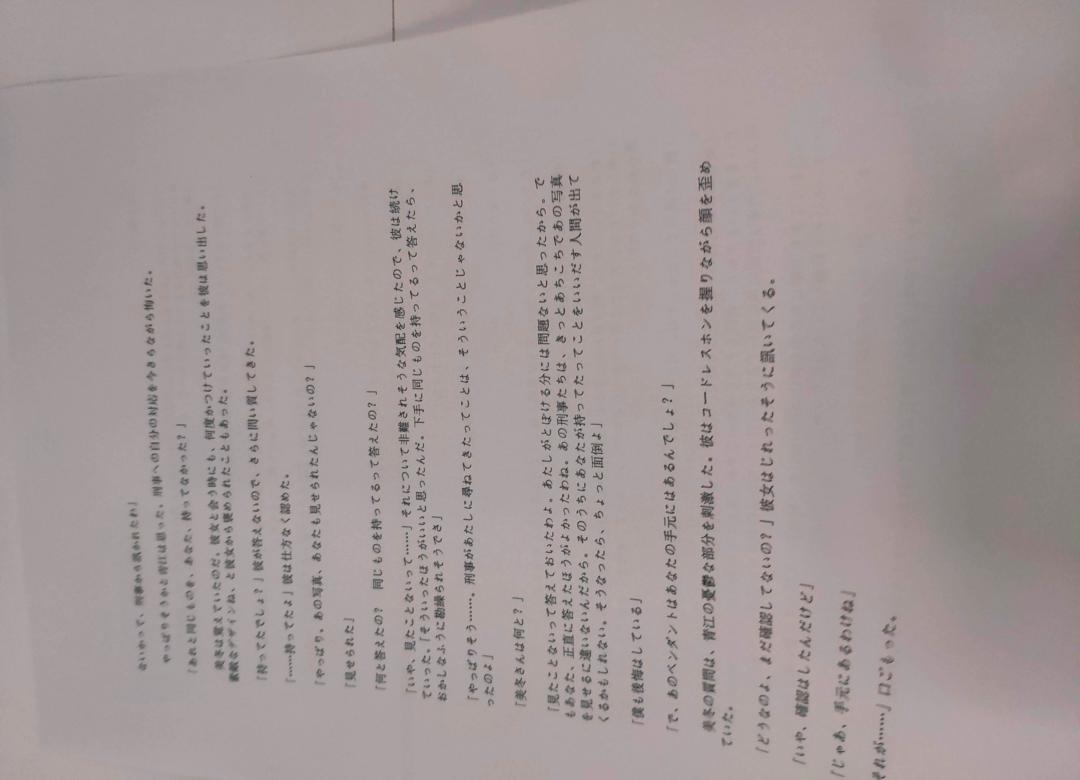 ないかって、刑事から訊かれたわ」
やっぱりそうかと青江は思った。刑事への自分の対応を今さらながら悔いた。
「あれと同じものを、あなた、持ってなかった？」
美冬は覚えていたのだ。彼女と会う時にも、何度かつけていったことを彼は思い出した。
素敵なデザインね、と彼女から褒められたこともあった。
「持ってたでしょ？」彼が答えないので、さらに問い質してきた。
「……持ってたよ」彼は仕方なく認めた。
「やっぱり、あの写真、あなたも見せられたんじゃないの？」
「見せられた」
「何と答えたの？　同じものを持ってるって答えたの？」
「いや、見たことないって……」それについて非難されそうな気配を感じたので、彼は続け
ていった。「そういったほうがいいと思ったんだ。下手に同じものを持ってるって答えたら、
おかしなふうに勘繰られそうでさ」
「やっぱりそう……。刑事があたしに尋ねてきたってことは、そういうことじゃないかと思
ったのよ」
「美冬さんは何と？」
「見たことないって答えておいたわよ。あたしがとぼける分には問題ないと思ったから。で
もあなた、正直に答えたほうがよかったわね。あの刑事たちは、きっとあちこちであの写真
を見せるに違いないんだから。そのうちにあなたが持ってたってことをいいだす人間が出て
くるかもしれない。そうなったら、ちょっと面倒よ」
「僕も後悔はしている」
「で、あのペンダントはあなたの手元にはあるんでしょ？」
美冬の質問は、青江の憂鬱な部分を刺激した。彼はコードレスホンを握りながら顔を歪め
ていた。
「どうなのよ、まだ確認してないの？」彼女はじれったそうに訊いてくる。
「いや、確認はしたんだけど」
「じゃあ、手元にあるわけね」
それが……」口ごもった。